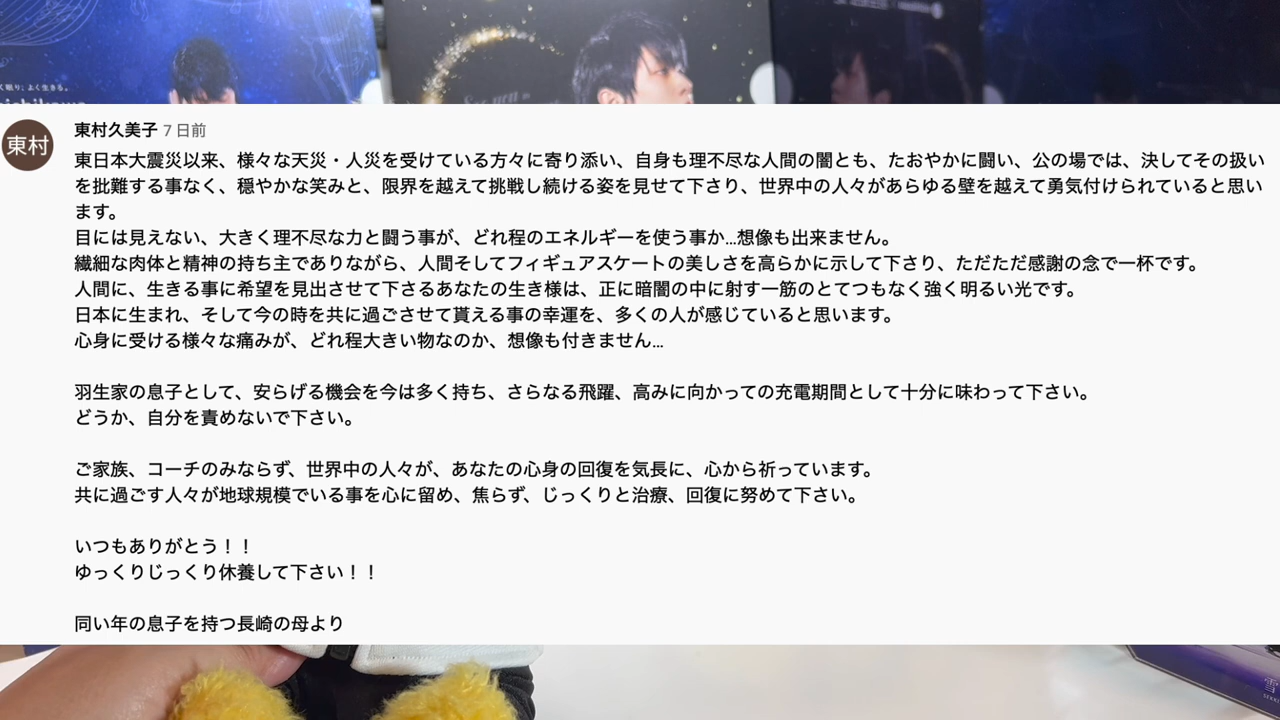 く眠り、よく生きる。
東村
東村久美子 7 日前
東日本大震災以来、様々な天災・人災を受けている方々に寄り添い、自身も理不尽な人間の闇とも、たおやかに闘い、公の場では、決してその扱い
を批難する事なく、穏やかな笑みと、限界を越えて挑戦し続ける姿を見せて下さり、世界中の人々があらゆる壁を越えて勇気付けられていると思い
ます。
目には見えない、大きく理不尽な力と闘う事が、どれ程のエネルギーを使う事か...想像も出来ません。
繊細な肉体と精神の持ち主でありながら、人間そしてフィギュアスケートの美しさを高らかに示して下さり、ただただ感謝の念で一杯です。
人間に、生きる事に希望を見出させて下さるあなたの生き様は、正に暗闇の中に射す一筋のとてつもなく強く明るい光です。
日本に生まれ、そして今の時を共に過ごさせて貰える事の幸運を、多くの人が感じていると思います。
心身に受ける様々な痛みが、どれ程大きい物なのか、想像も付きません...
羽生家の息子として、安らげる機会を今は多く持ち、さらなる飛躍、高みに向かっての充電期間として十分に味わって下さい。
どうか、自分を責めないで下さい。
ご家族、コーチのみならず、世界中の人々が、あなたの心身の回復を気長に、心から祈っています。
共に過ごす人々が地球規模でいる事を心に留め、焦らず、じっくりと治療、回復に努めて下さい。
いつもありがとう！！
ゆっくりじっくり休養して下さい！！
同い年の息子を持つ長崎の母より
雪